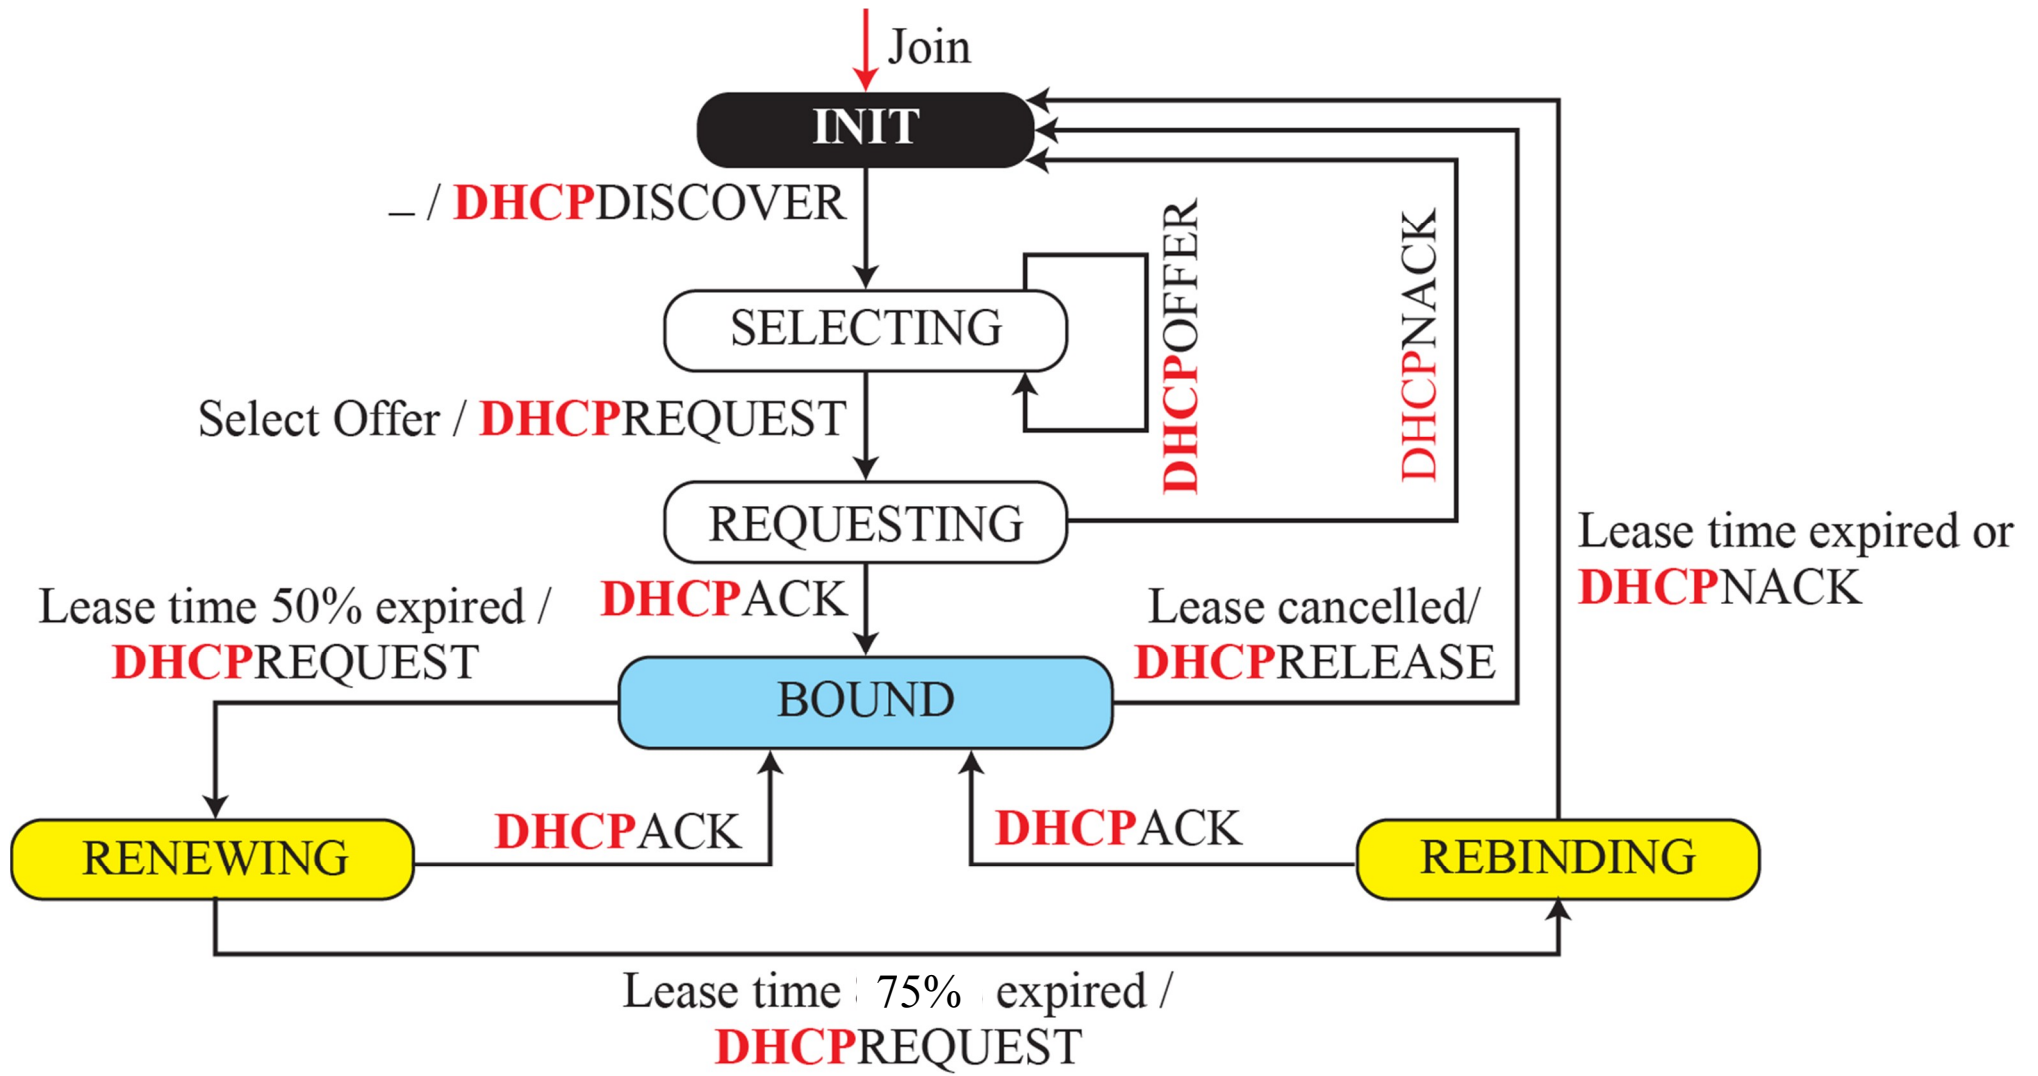 Join
INIT
– / DHCPDISCOVER
SELECTING
DHCPOFFER
DHCPNACK
Select Offer / DHCPREQUEST
REQUESTING
Lease time expired or
DHCPNACK
DHCPACK
Lease time 50% expired /
DHCPREQUEST
Lease cancelled/
DHCPRELEASE
BOUND
DHCPACK
DHCPACK
RENEWING
REBINDING
Lease time 75% expired /
DHCPREQUEST